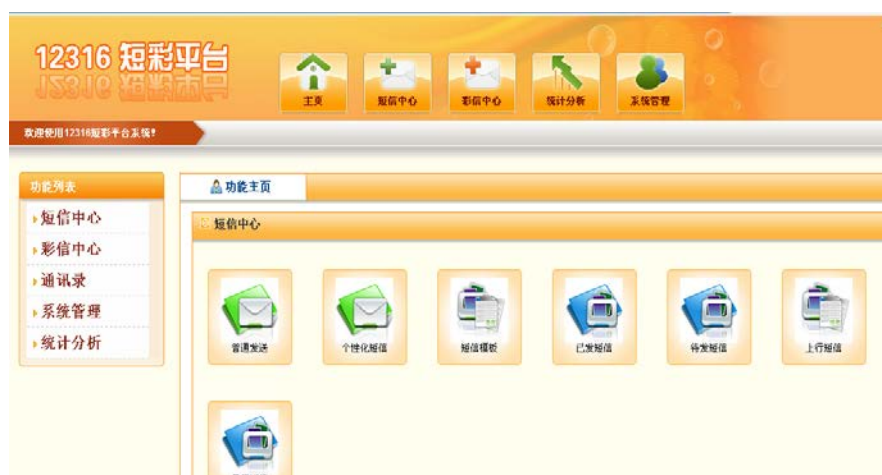 12316 短彩平台
主页
短信中心
彩信中心
统计分析
系统管理
欢迎使用12316短彩平台系统!
功能列表
短信中心
彩信中心
通讯录
系统管理
统计分析
功能主页
短信中心
普通发送
个性化短信
短信模板
已发短信
待发短信
上行短信